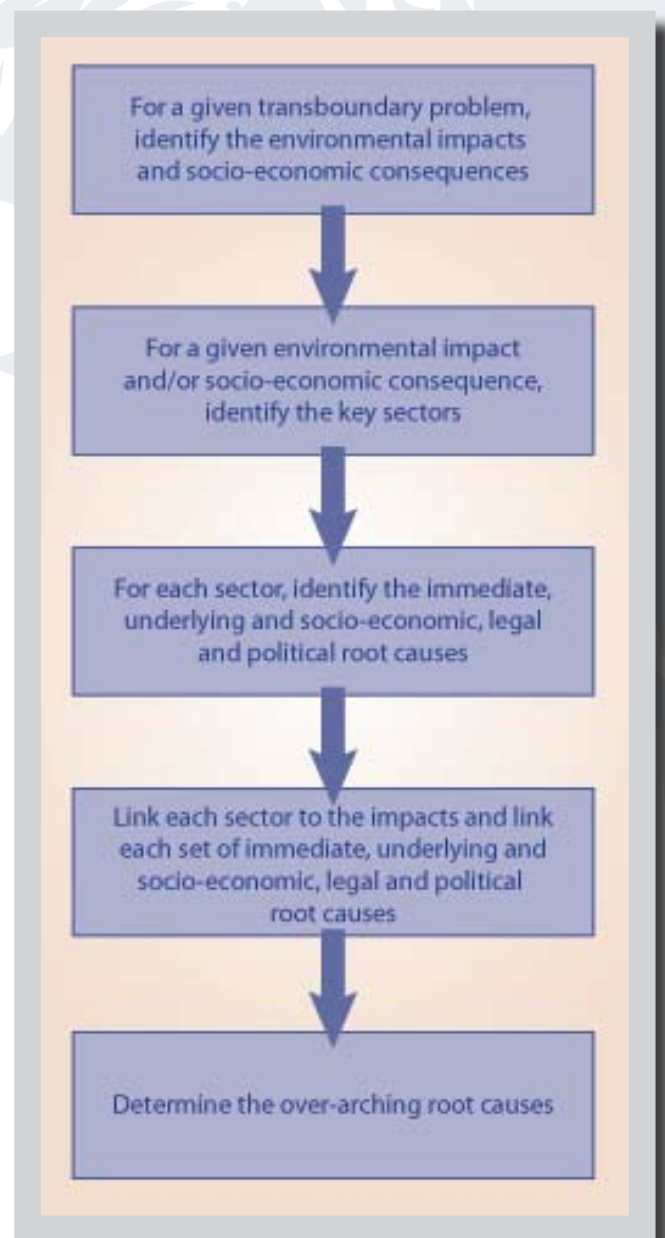 For a given transboundary problem,
identify the environmental impacts
and socio-economic consequences
For a given environmental impact
and/or socio-economic consequence,
identify the key sectors
For each sector, identify the immediate,
underlying and socio-economic, legal
and political root causes
Link each sector to the impacts and link
each set of immediate, underlying and
socio-economic, legal and political
root causes
Determine the over-arching root causes